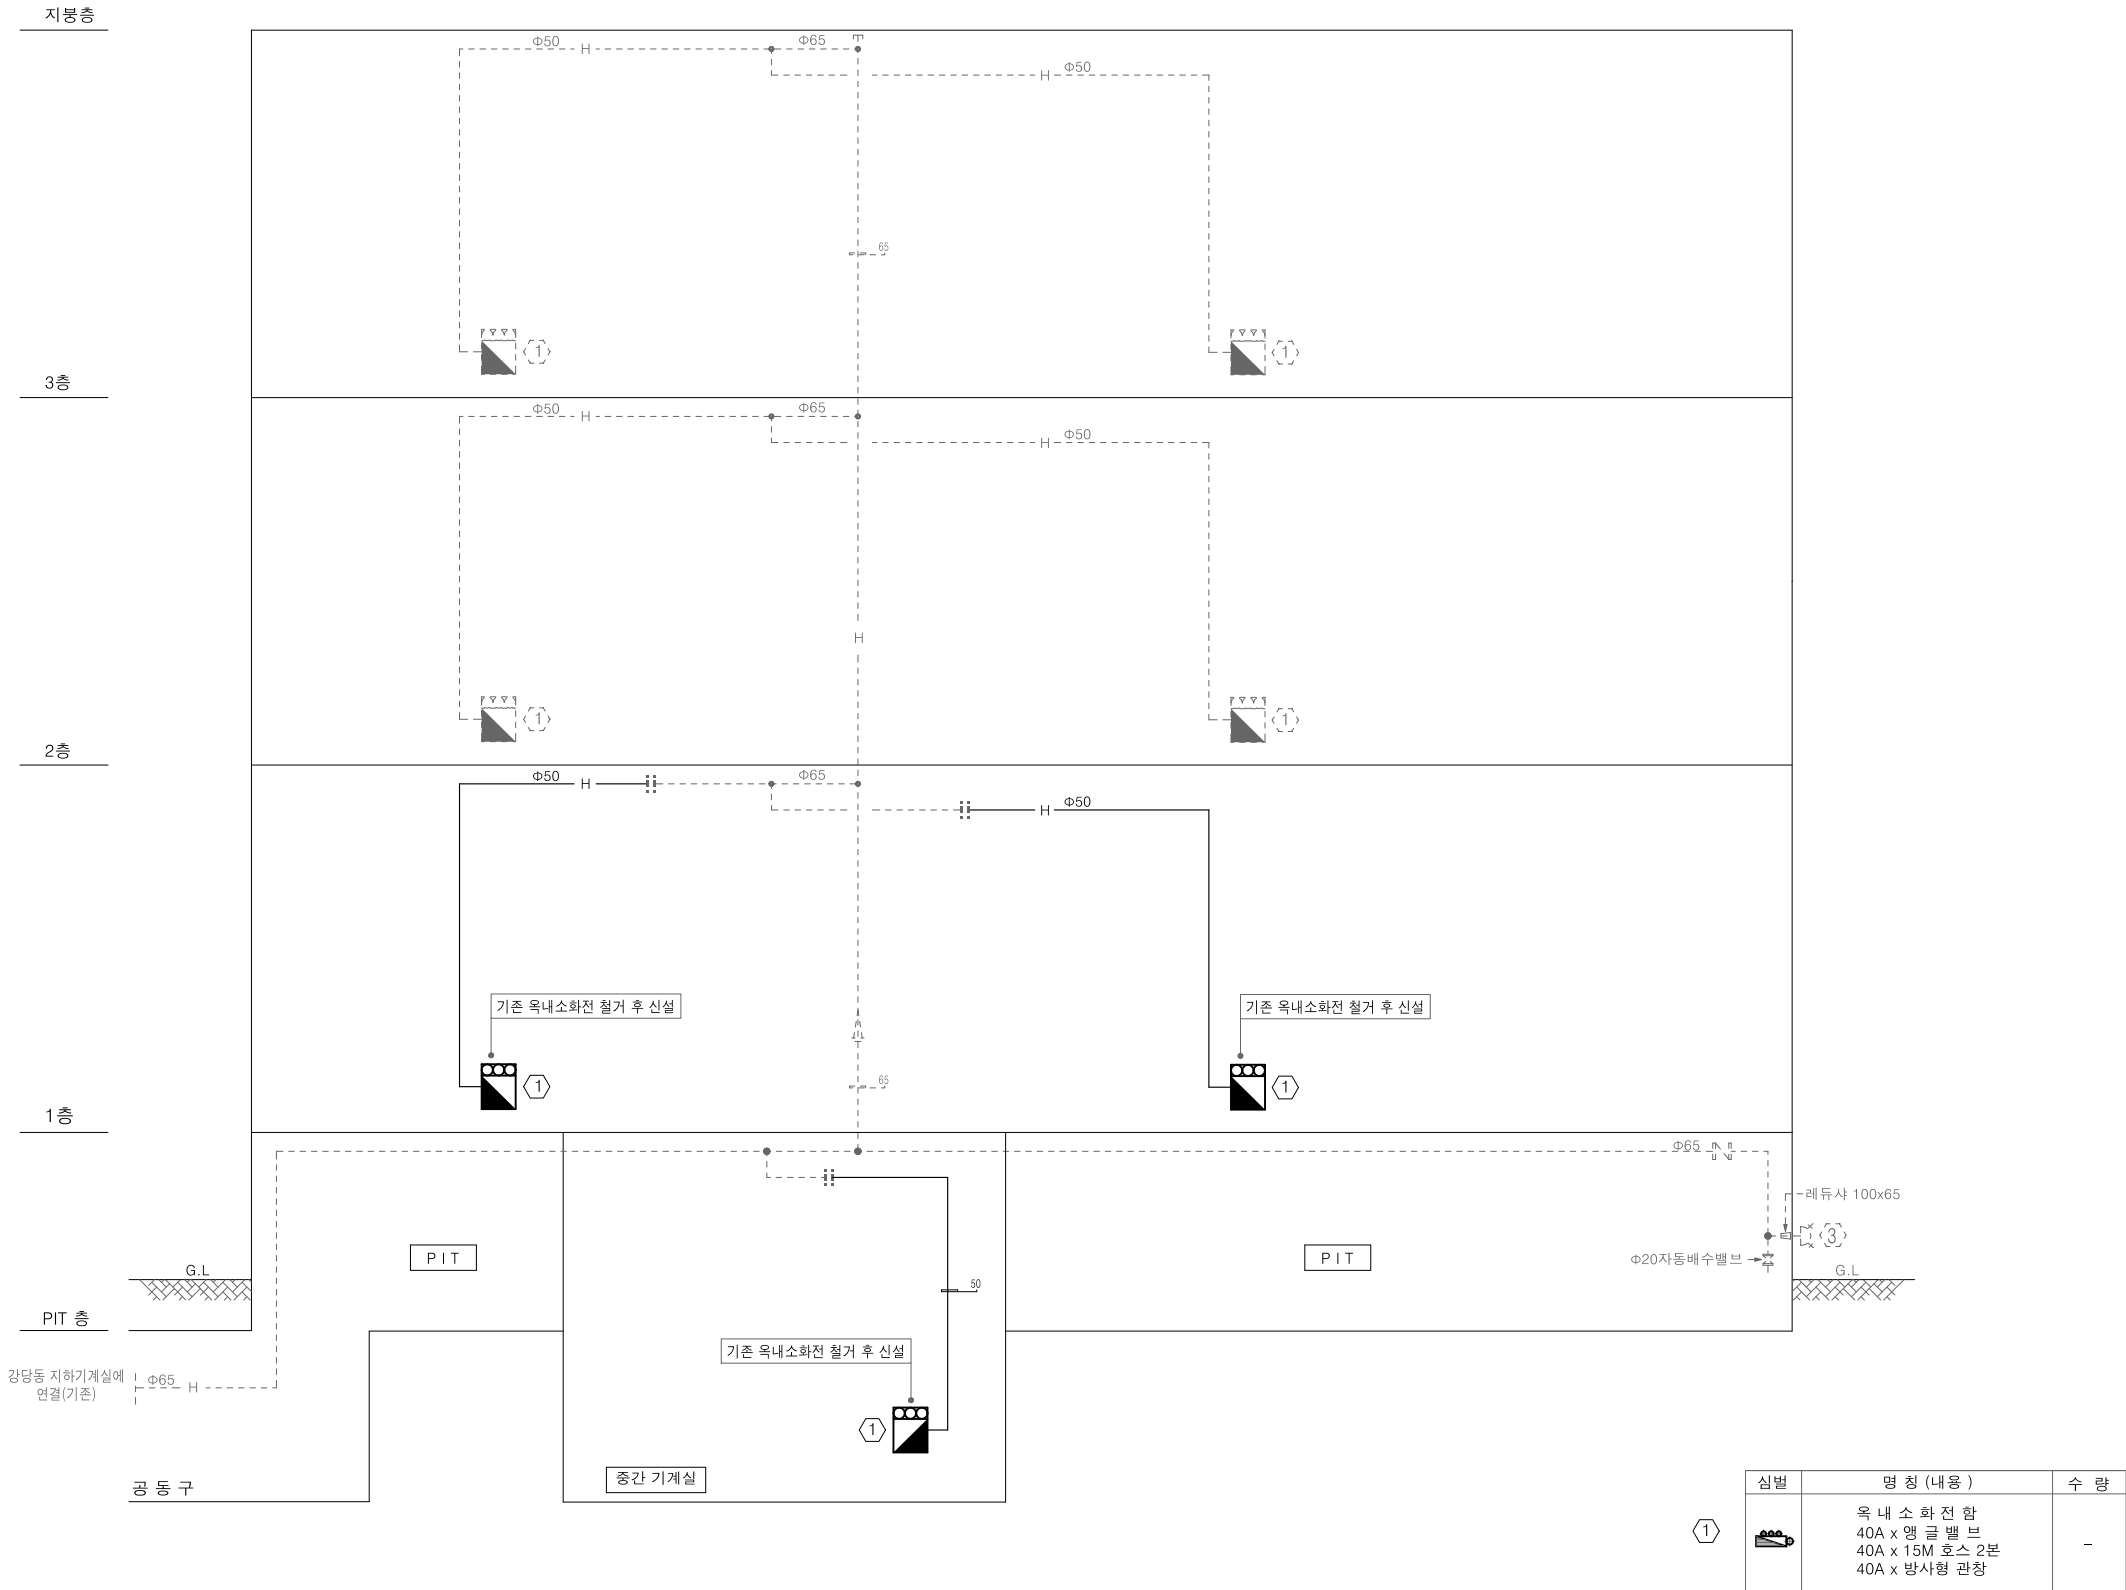 지붕층
Φ50 H Φ65
H Φ50
65
1 1
3층
Φ50 H Φ65
H Φ50
H
1 1
2층
Φ50 H Φ65
H Φ50
기존 옥내소화전 철거 후 신설
기존 옥내소화전 철거 후 신설
65
1 1
1층
Φ65
레듀샤 100x65
3
PIT
PIT
Φ20자동배수밸브
G.L
G.L
50
PIT 층
기존 옥내소화전 철거 후 신설
강당동 지하기계실에
연결(기존)
Φ65 H
1
중간 기계실
공 동 구
심벌 명 칭 (내용 ) 수 량
1
옥 내 소 화 전 함
40A x 앵 글 밸 브
40A x 15M 호스 2본
40A x 방사형 관창
-